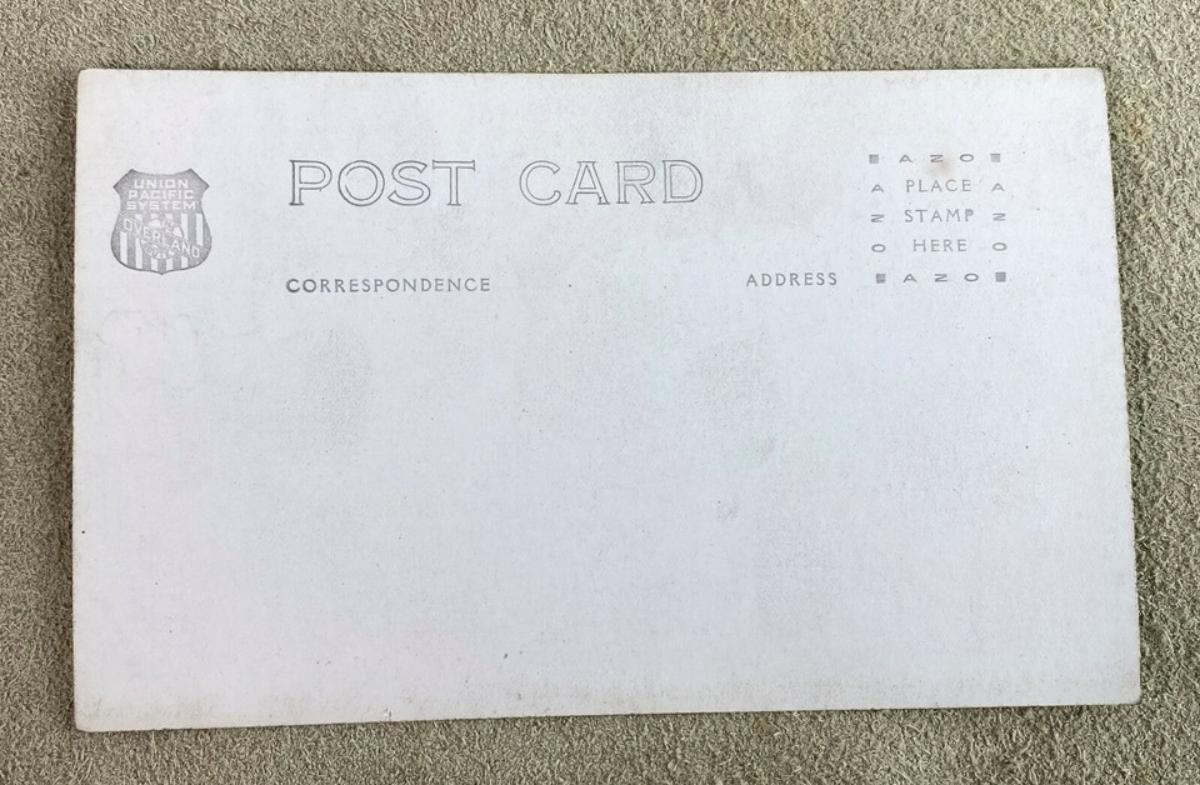 UNION
PACIFIC
SYSTEM
OVERLAND
POST CARD
CORRESPONDENCE
ADDRESS
AZO
A PLACE A
Z STAMP Z
O HERE O
AZO